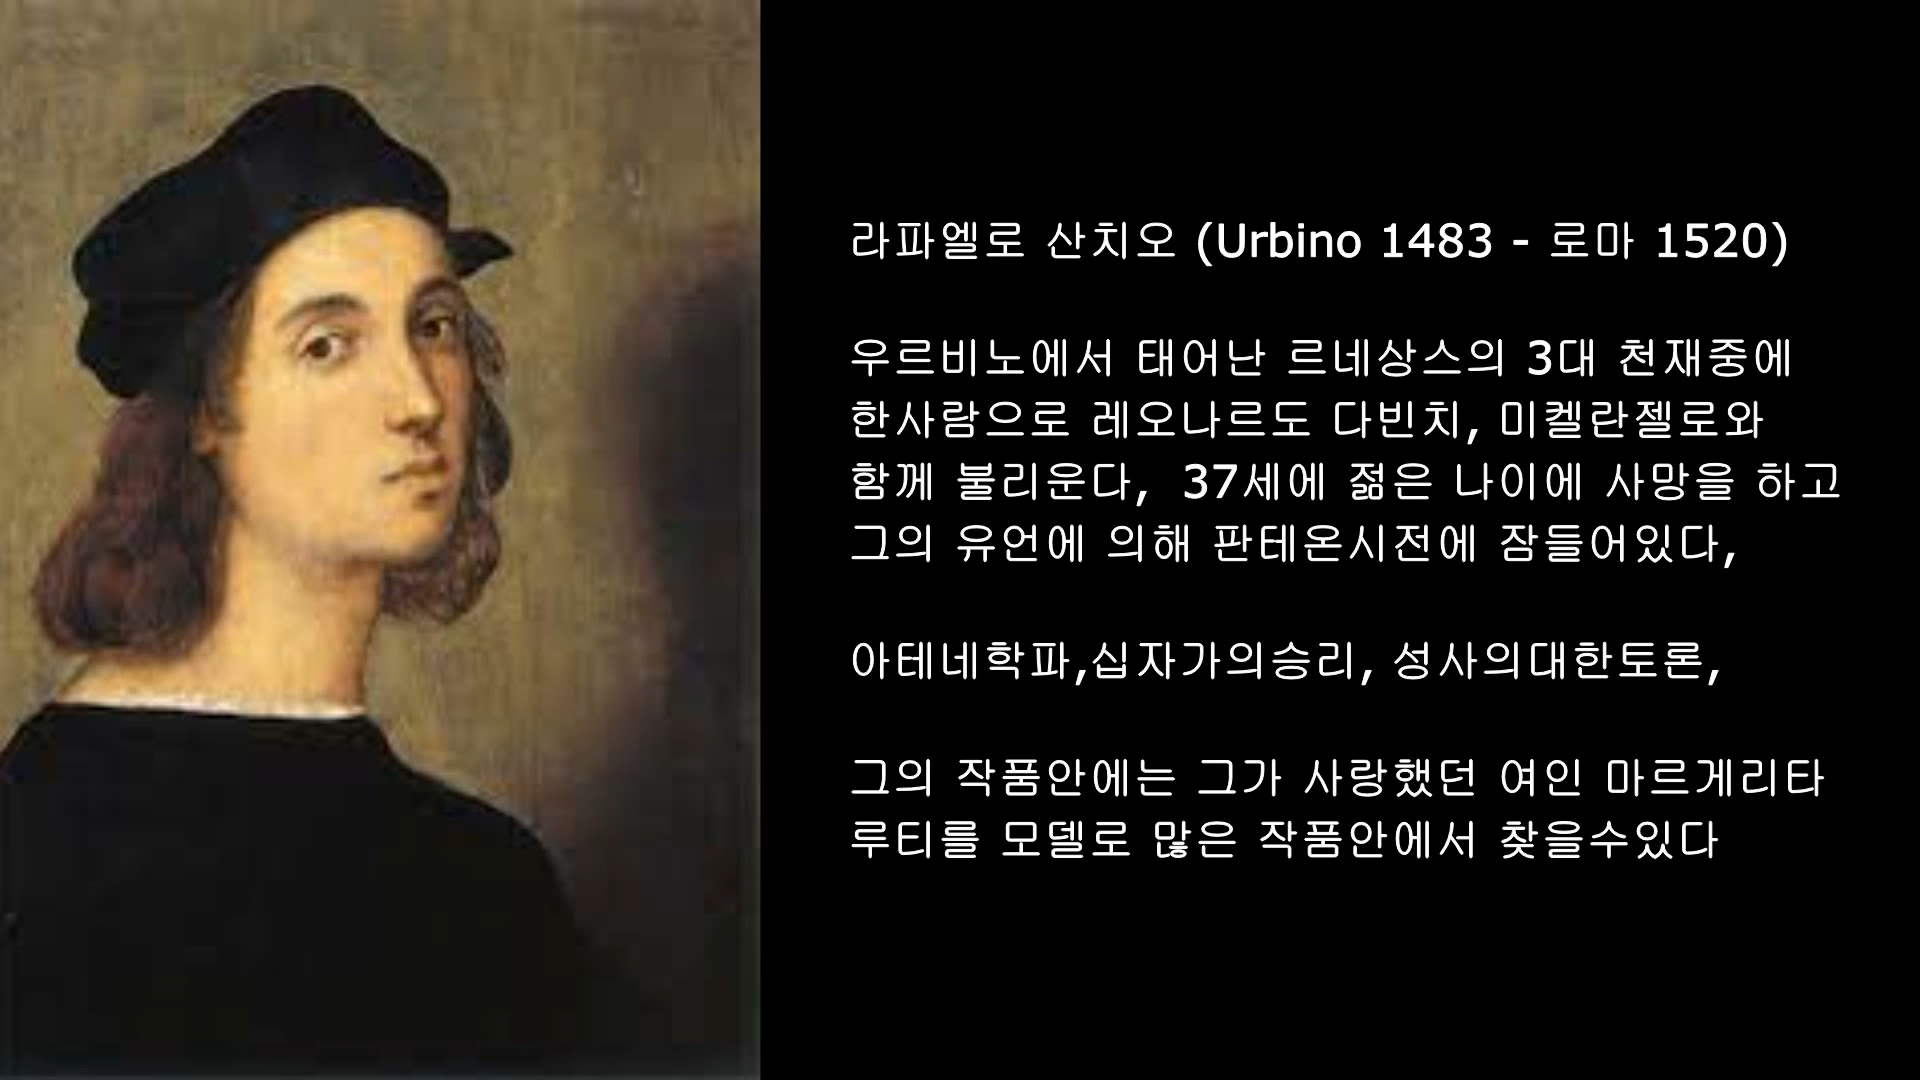 라파엘로 산치오 (Urbino 1483 - 로마 1520)
우르비노에서 태어난 르네상스의 3대 천재중에
한사람으로 레오나르도 다빈치, 미켈란젤로와
함께 불리운다, 37세에 젊은 나이에 사망을 하고
그의 유언에 의해 판테온시전에 잠들어있다,
아테네학파,십자가의승리, 성사의대한토론,
그의 작품안에는 그가 사랑했던 여인 마르게리타
루티를 모델로 많은 작품안에서 찾을수있다